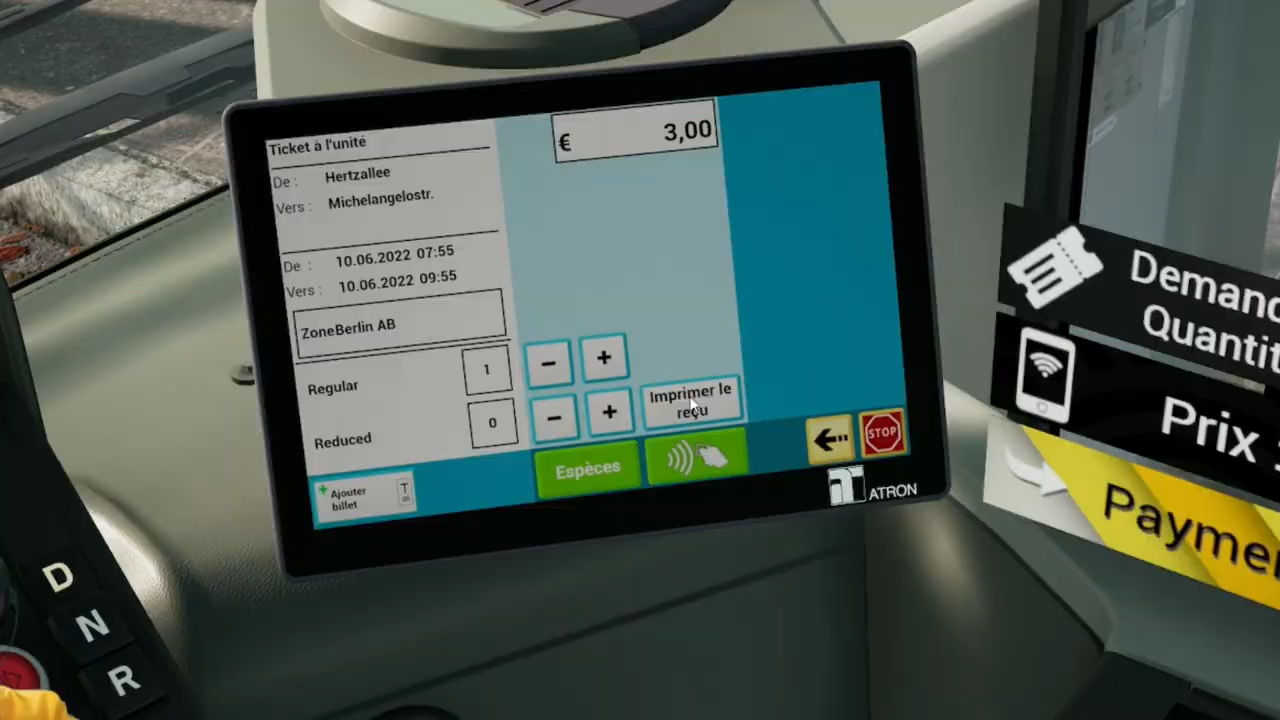 Ticket à l'unité
De : Hertzallee
Vers : Michelangelostr.
De : 10.06.2022 07:55
Vers : 10.06.2022 09:55
ZoneBerlin AB
Regular 1 - +
Reduced 0 - +
€ 3,00
Imprimer le
reçu
+ Ajouter
billet
Espèces
STOP
ATRON
D
N
R
Demand
Quantit
Prix :
Paymer